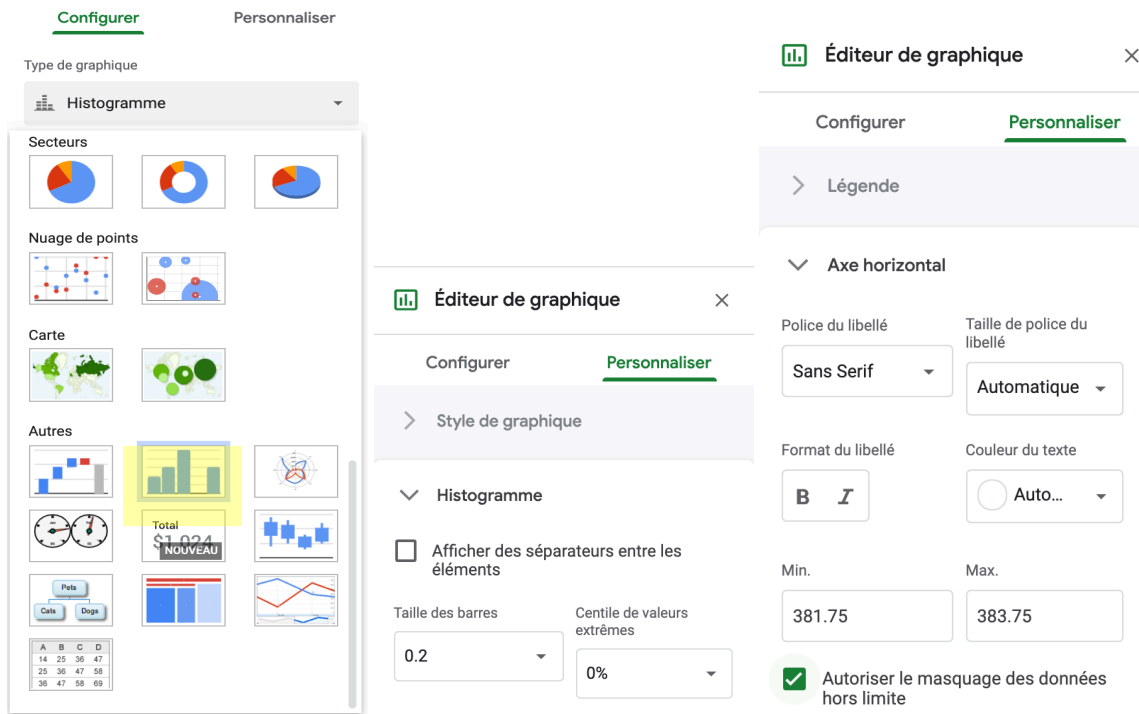 Configurer
Personnaliser
Type de graphique
Histogramme
Secteurs
Nuage de points
Carte
Autres
Total
$1,024
NOUVEAU
Pets
Cats
Dogs
A B C D
14 25 36 47
25 36 47 58
36 47 58 69
Éditeur de graphique
Configurer
Personnaliser
Style de graphique
Histogramme
Afficher des séparateurs entre les
éléments
Taille des barres
Centile de valeurs
extrêmes
0.2
0%
Éditeur de graphique
Configurer
Personnaliser
Légende
Axe horizontal
Police du libellé
Taille de police du
libellé
Sans Serif
Automatique
Format du libellé
Couleur du texte
B I
Auto...
Min.
Max.
381.75
383.75
Autoriser le masquage des données
hors limite